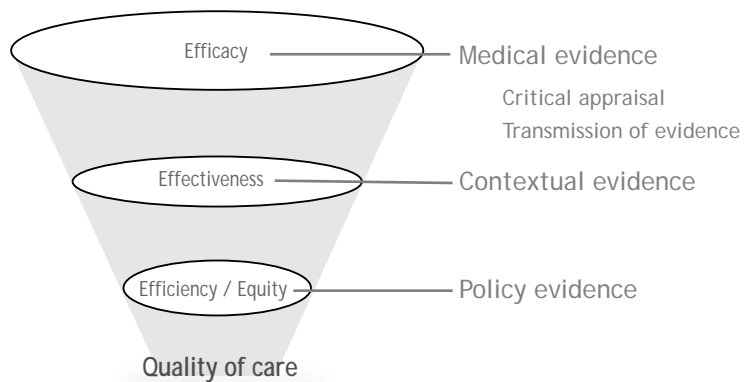 Efficacy
Medical evidence
Critical appraisal
Transmission of evidence
Effectiveness
Contextual evidence
Efficiency / Equity
Policy evidence
Quality of care